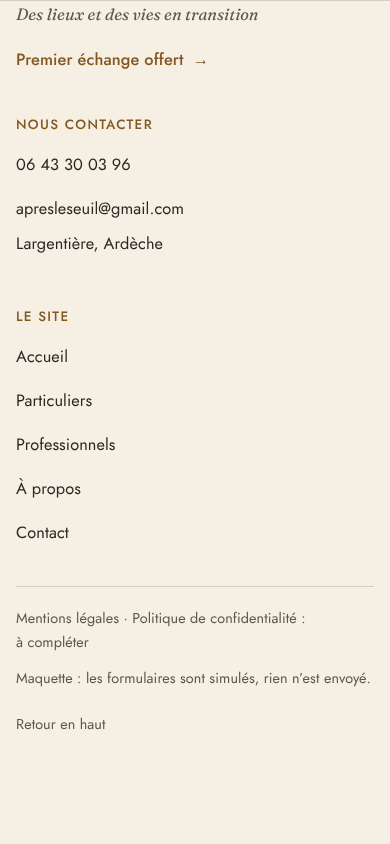 Des lieux et des vies en transition
Premier échange offert →
NOUS CONTACTER
06 43 30 03 96
apresleseuil@gmail.com
Largentière, Ardèche
LE SITE
Accueil
Particuliers
Professionnels
À propos
Contact
Mentions légales · Politique de confidentialité :
à compléter
Maquette : les formulaires sont simulés, rien n’est envoyé.
Retour en haut